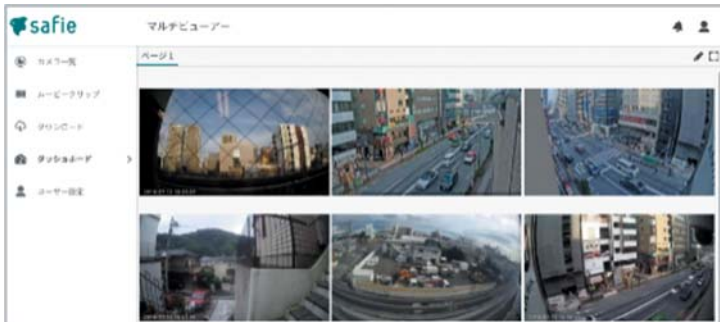 safie
マルチビューアー
ページ1
カメラ一覧
ムービークリップ
ダウンロード
ダッシュボード
ユーザー設定